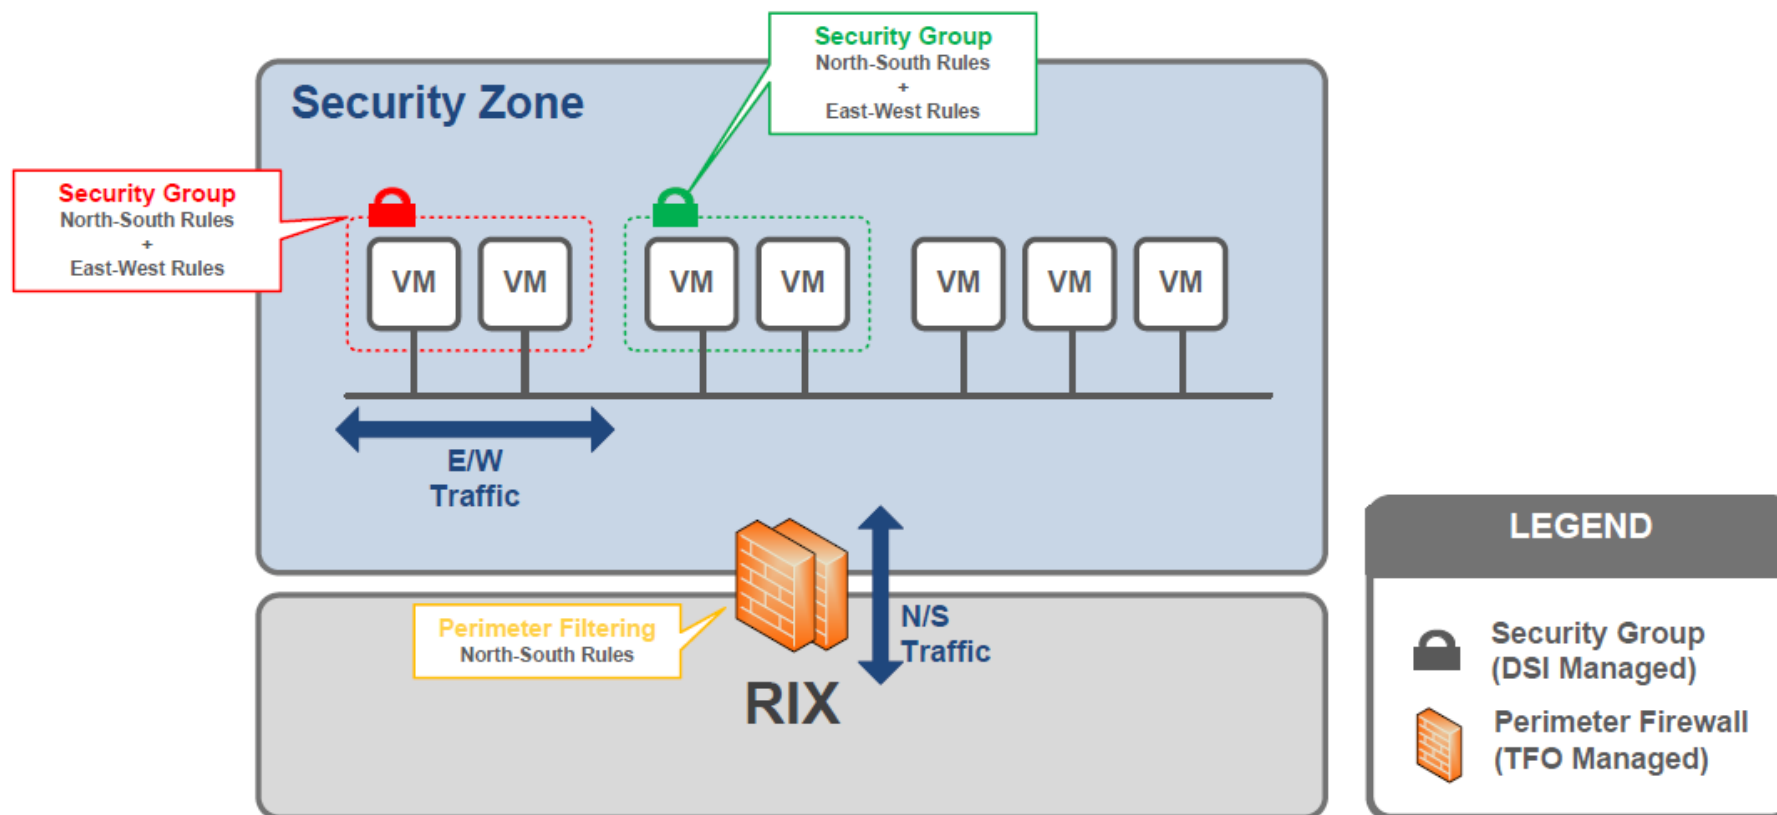 Security Group
North-South Rules
+
East-West Rules
Security Zone
Security Group
North-South Rules
+
East-West Rules
VM
VM
VM
VM
VM
VM
VM
E/W
Traffic
Perimeter Filtering
North-South Rules
N/S
Traffic
RIX
LEGEND
Security Group
(DSI Managed)
Perimeter Firewall
(TFO Managed)